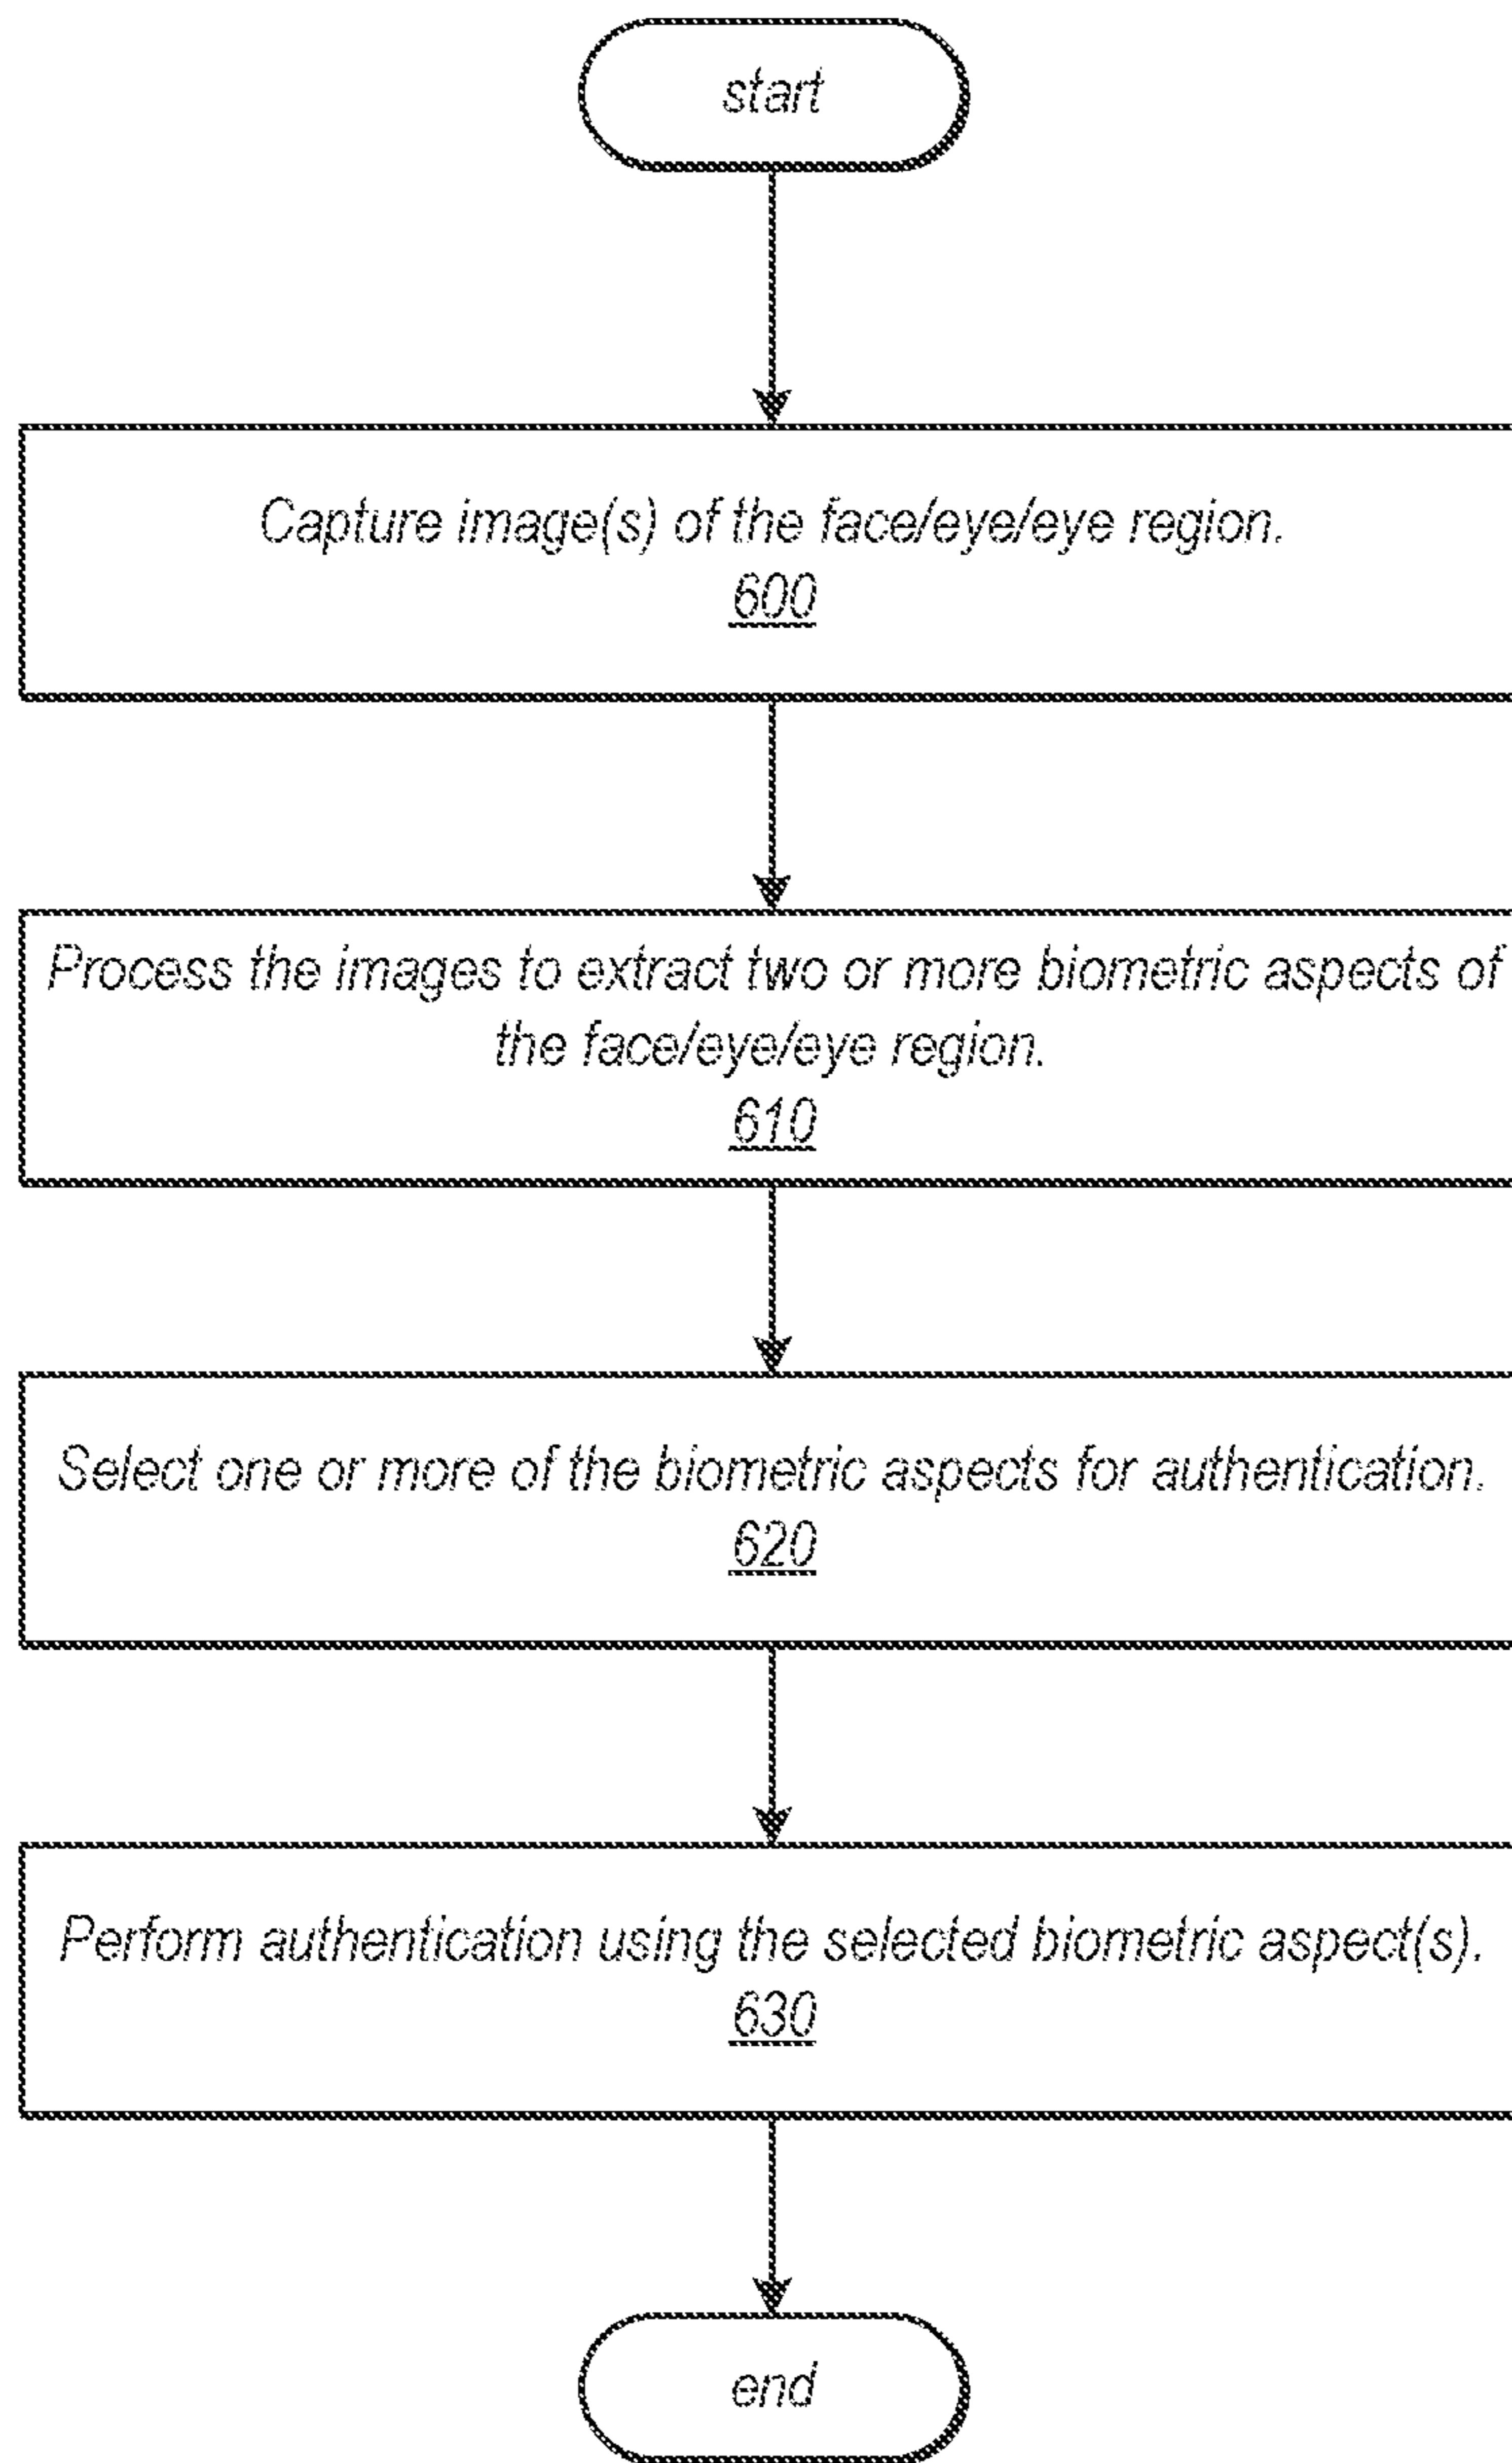 start
Capture image(s) of the face/eye/eye region.
600
Process the images to extract two or more biometric aspects of
the face/eye/eye region.
610
Select one or more of the biometric aspects for authentication.
620
Perform authentication using the selected biometric aspect(s).
630
end